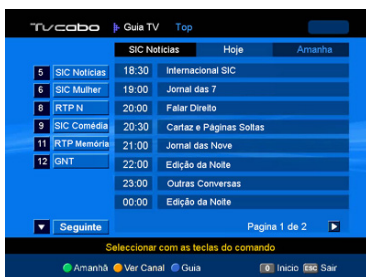 TVcabo Guia TV Top
SIC Notícias Hoje Amanha
5 SIC Notícias 18:30 Internacional SIC
6 SIC Mulher 19:00 Jornal das 7
8 RTP N 20:00 Falar Direito
9 SIC Comédia 20:30 Cartaz e Páginas Soltas
11 RTP Memória 21:00 Jornal das Nove
12 GNT 22:00 Edição da Noite
23:00 Outras Conversas
00:00 Edição da Noite
Seguinte Pagina 1 de 2
Seleccionar com as teclas do comando
Amanhã Ver Canal Guia 0 Inicio ESC Sair